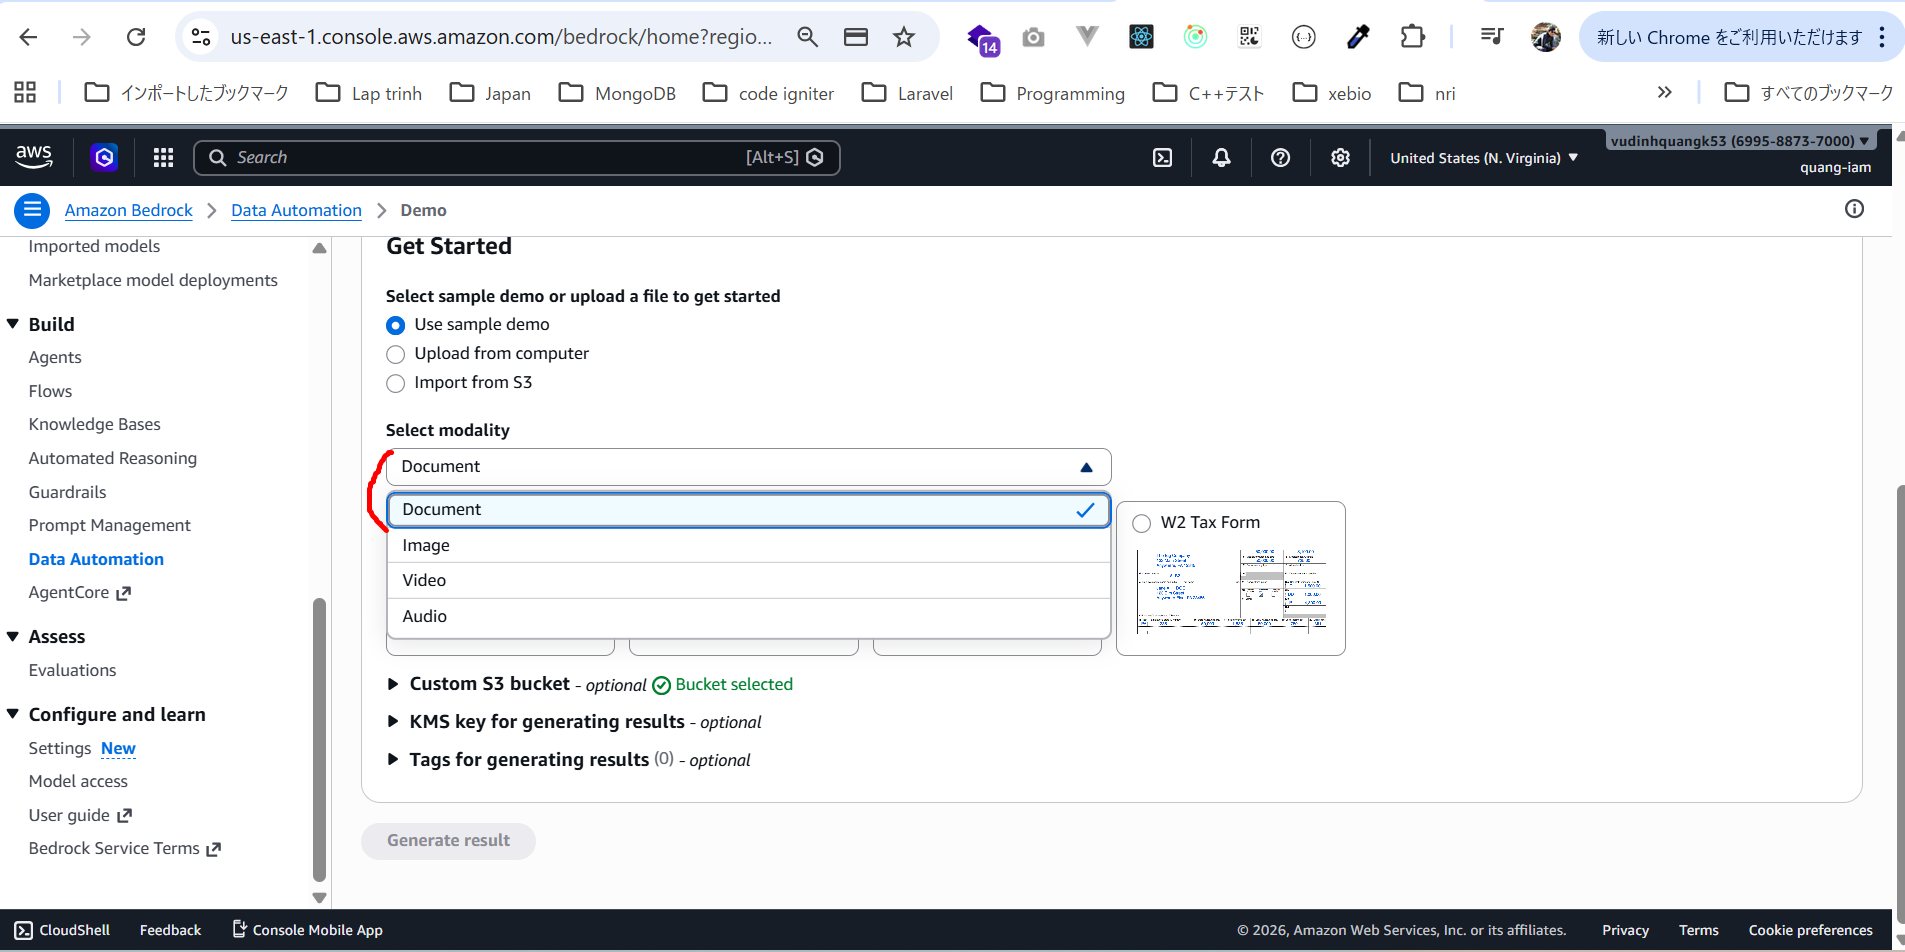 us-east-1.console.aws.amazon.com/bedrock/home?regio...
14
新しい Chrome をご利用いただけます
インポートしたブックマーク
Lap trinh
Japan
MongoDB
code igniter
Laravel
Programming
C++テスト
xebio
nri
»
すべてのブックマーク
aws
Search
[Alt+S]
United States (N. Virginia)
vudinhquangk53 (6995-8873-7000)
quang-iam
Amazon Bedrock
Data Automation
Demo
Imported models
Marketplace model deployments
Build
Agents
Flows
Knowledge Bases
Automated Reasoning
Guardrails
Prompt Management
Data Automation
AgentCore
Assess
Evaluations
Configure and learn
Settings New
Model access
User guide
Bedrock Service Terms
Get Started
Select sample demo or upload a file to get started
Use sample demo
Upload from computer
Import from S3
Select modality
Document
Document
Image
Video
Audio
W2 Tax Form
Custom S3 bucket - optional Bucket selected
KMS key for generating results - optional
Tags for generating results (0) - optional
Generate result
CloudShell
Feedback
Console Mobile App
© 2026, Amazon Web Services, Inc. or its affiliates.
Privacy
Terms
Cookie preferences